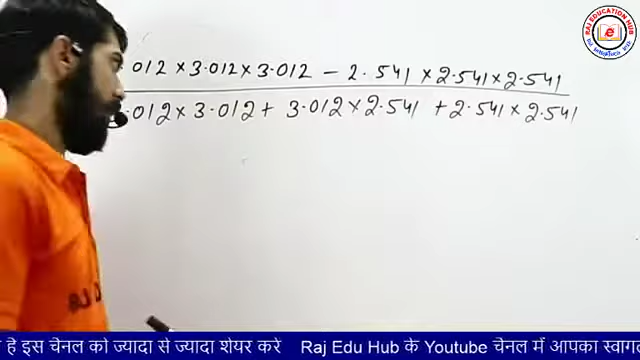 RAJ EDUCATION HUB
012 × 3.012 × 3.012 − 2.541 × 2.541 × 2.541
.012 × 3.012 + 3.012 × 2.541 + 2.541 × 2.541
है इस चेनल को ज्यादा से ज्यादा शेयर करे Raj Edu Hub के Youtube चेनल में आपका स्वागत